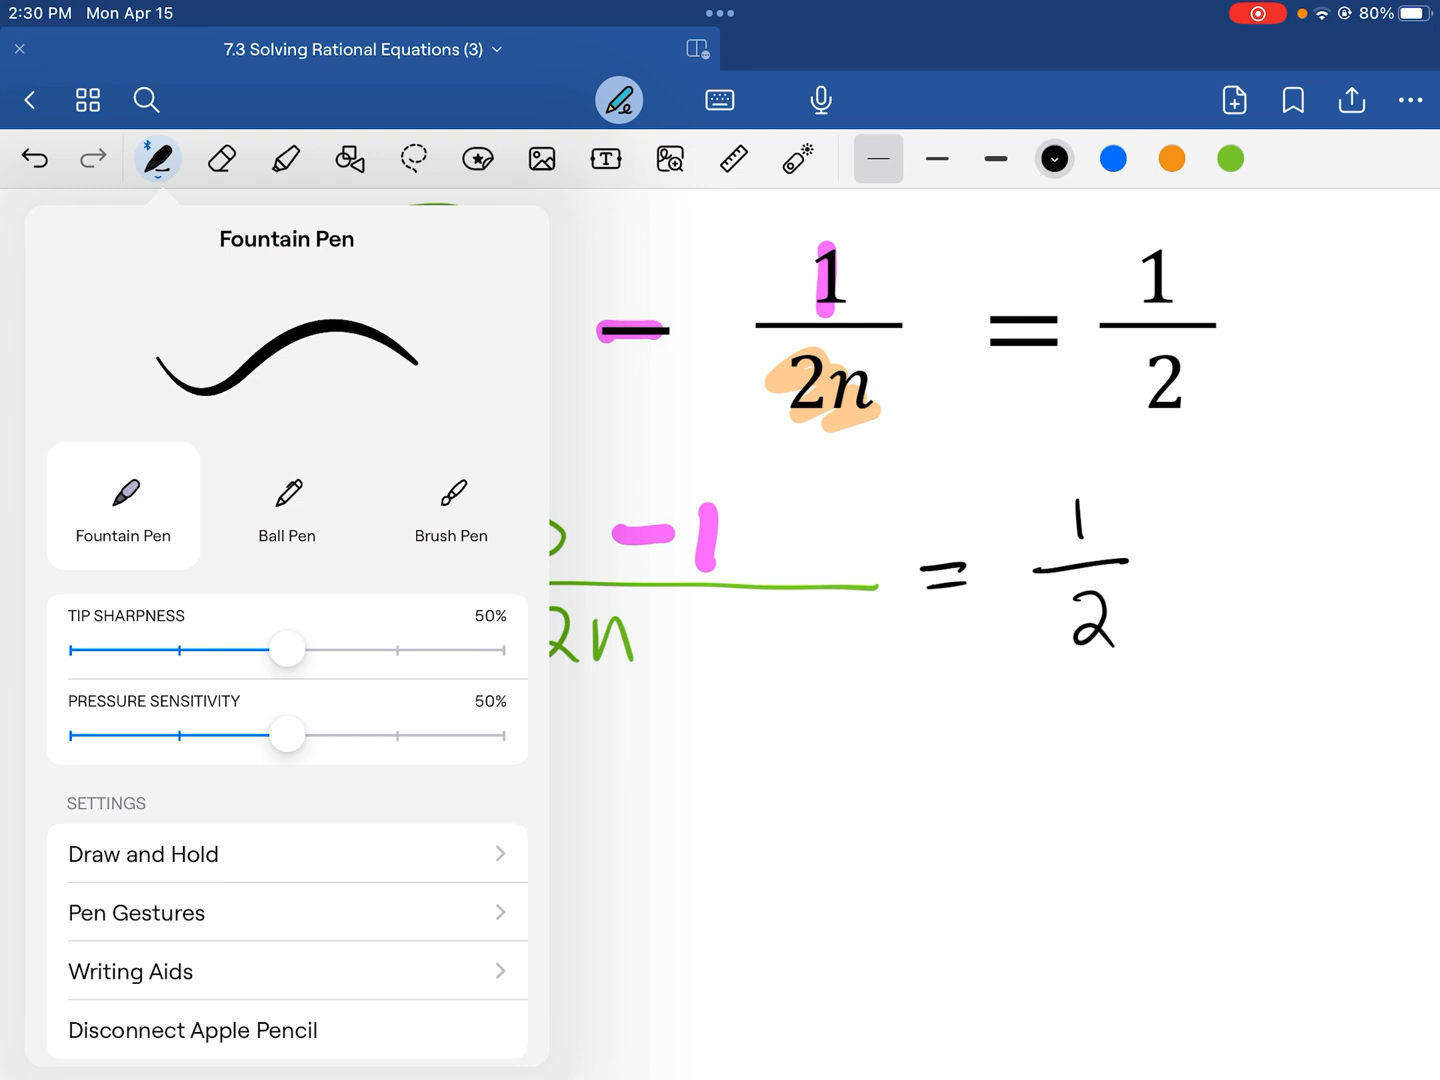 2:30 PM Mon Apr 15
80%
7.3 Solving Rational Equations (3)
T
Fountain Pen
− 1/2n = 1/2
Fountain Pen Ball Pen Brush Pen
− 1
= 1/2
2n
TIP SHARPNESS 50%
PRESSURE SENSITIVITY 50%
SETTINGS
Draw and Hold
Pen Gestures
Writing Aids
Disconnect Apple Pencil